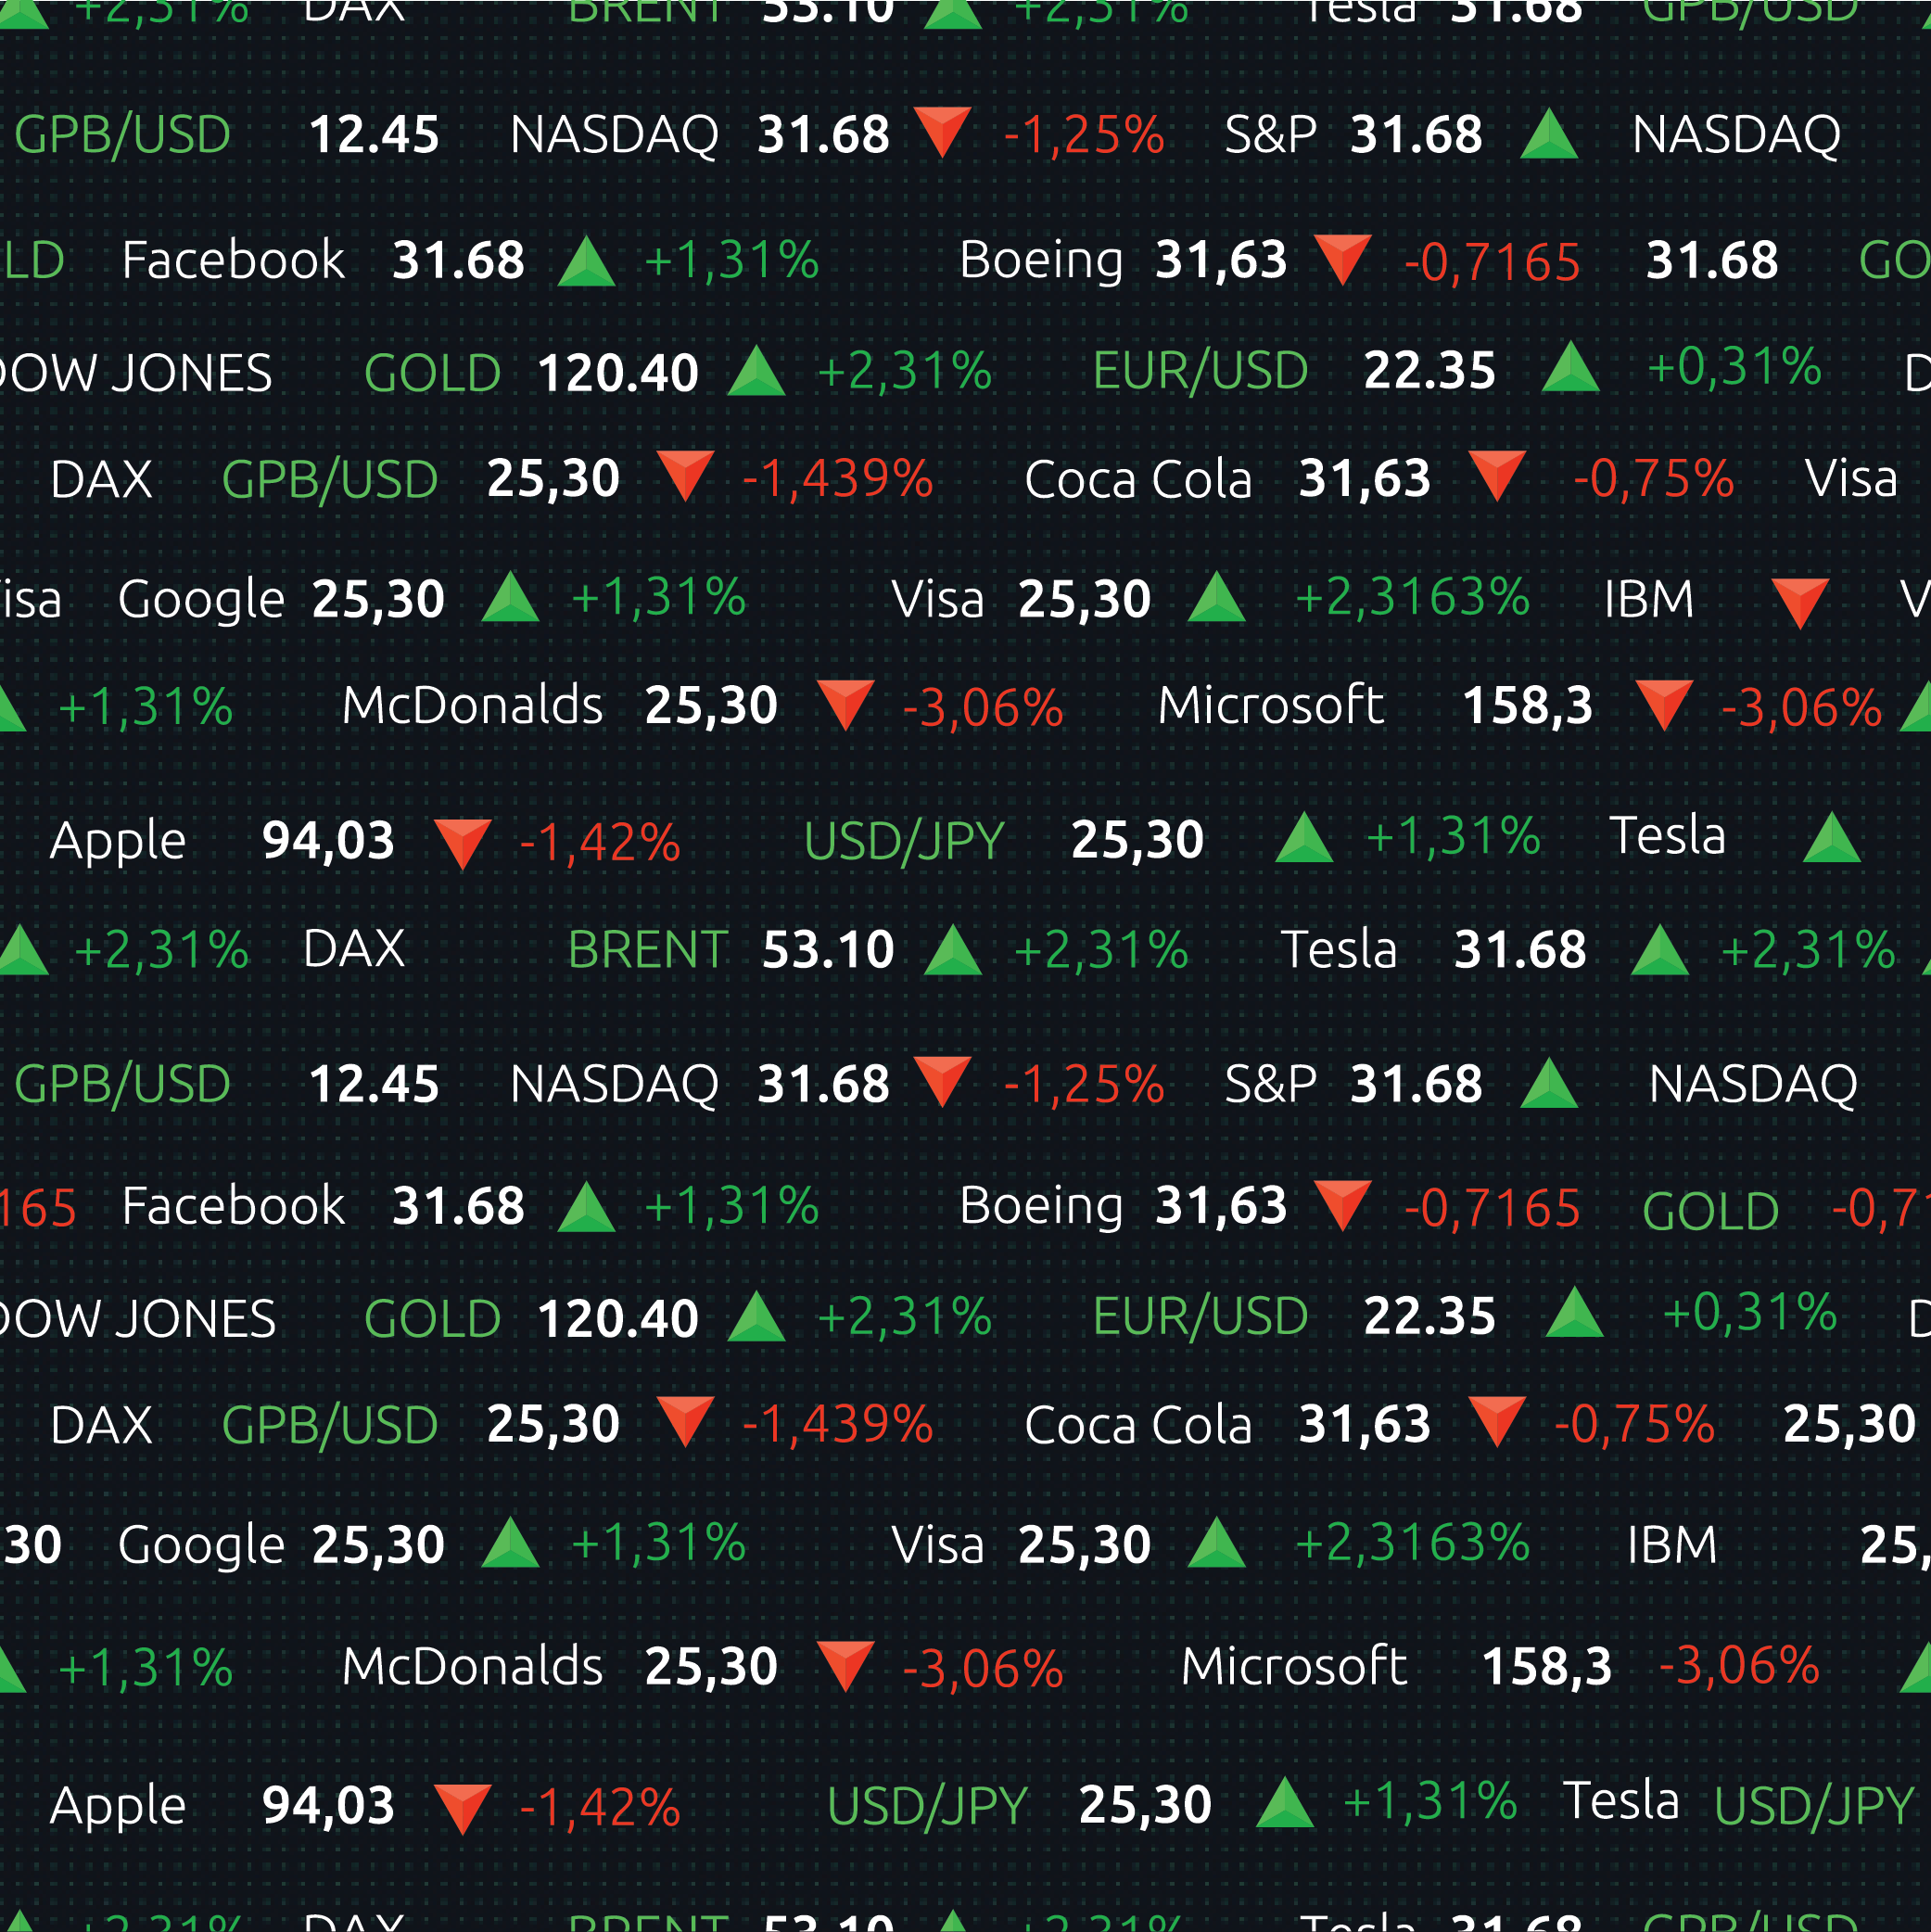 +2,31% DAX BRENT 53.10 +2,31% Tesla 31.68 GPB/USD
GPB/USD 12.45 NASDAQ 31.68 -1,25% S&P 31.68 NASDAQ
LD Facebook 31.68 +1,31% Boeing 31,63 -0,7165 31.68 GO
DOW JONES GOLD 120.40 +2,31% EUR/USD 22.35 +0,31% D
DAX GPB/USD 25,30 -1,439% Coca Cola 31,63 -0,75% Visa
isa Google 25,30 +1,31% Visa 25,30 +2,3163% IBM V
+1,31% McDonalds 25,30 -3,06% Microsoft 158,3 -3,06%
Apple 94,03 -1,42% USD/JPY 25,30 +1,31% Tesla
+2,31% DAX BRENT 53.10 +2,31% Tesla 31.68 +2,31%
GPB/USD 12.45 NASDAQ 31.68 -1,25% S&P 31.68 NASDAQ
165 Facebook 31.68 +1,31% Boeing 31,63 -0,7165 GOLD -0,71
DOW JONES GOLD 120.40 +2,31% EUR/USD 22.35 +0,31% D
DAX GPB/USD 25,30 -1,439% Coca Cola 31,63 -0,75% 25,30
30 Google 25,30 +1,31% Visa 25,30 +2,3163% IBM 25,
+1,31% McDonalds 25,30 -3,06% Microsoft 158,3 -3,06%
Apple 94,03 -1,42% USD/JPY 25,30 +1,31% Tesla USD/JPY
+2,31% DAX BRENT 53.10 +2,31% Tesla 31.68 GPB/USD